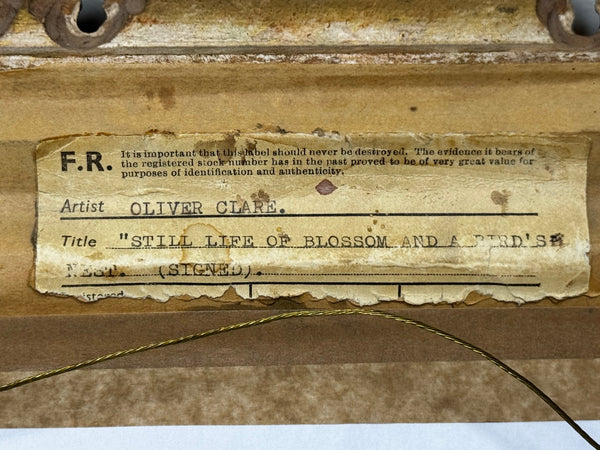 F.R. It is important that this label should never be destroyed. The evidence it bears of
the registered stock number has in the past proved to be of very great value for
purposes of identification and authenticity.
Artist OLIVER CLARE.
Title "STILL LIFE OF BLOSSOM AND A BIRD'S
NEST. (SIGNED).